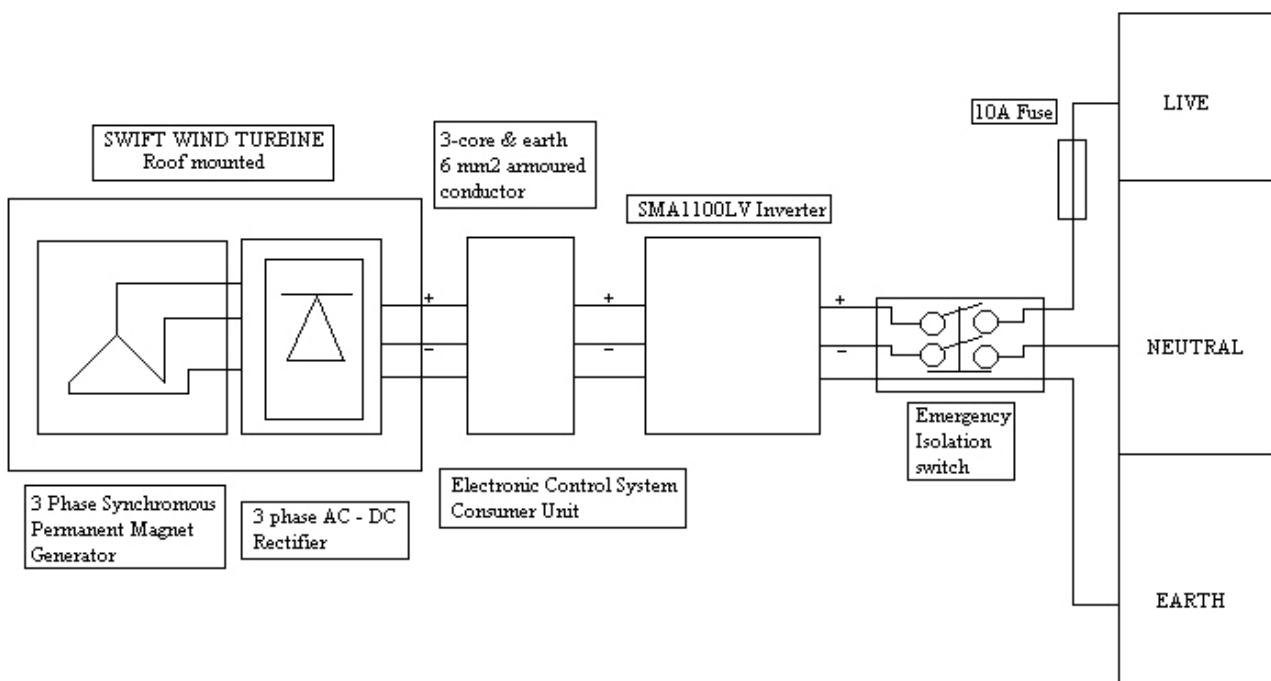 LIVE
10A Fuse
SWIFT WIND TURBINE
Roof mounted
3-core & earth
6 mm2 armoured
conductor
SMA1100LV Inverter
+
+
+
−
−
−
NEUTRAL
Emergency
Isolation
switch
3 Phase Synchromous
Permanent Magnet
Generator
3 phase AC - DC
Rectifier
Electronic Control System
Consumer Unit
EARTH